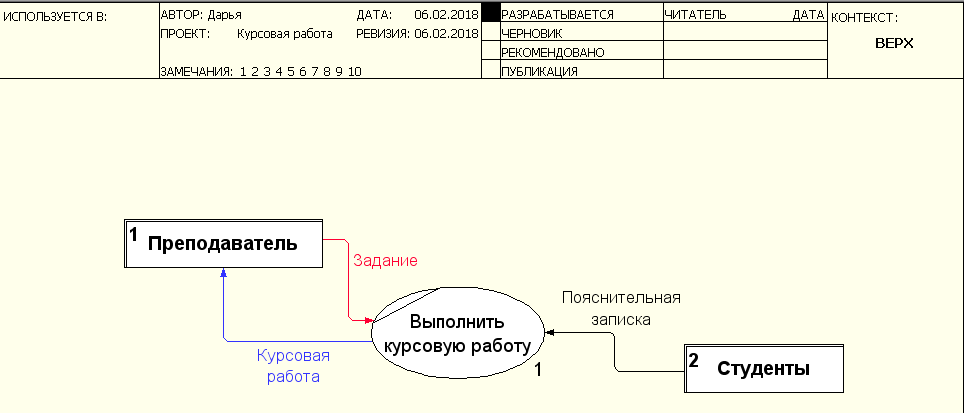 ИСПОЛЬЗУЕТСЯ В:
АВТОР: Дарья
ДАТА: 06.02.2018
ПРОЕКТ: Курсовая работа
РЕВИЗИЯ: 06.02.2018
ЗАМЕЧАНИЯ: 1 2 3 4 5 6 7 8 9 10
РАЗРАБАТЫВАЕТСЯ
ЧЕРНОВИК
РЕКОМЕНДОВАНО
ПУБЛИКАЦИЯ
ЧИТАТЕЛЬ ДАТА
КОНТЕКСТ:
ВЕРХ
1 Преподаватель
Задание
Выполнить
курсовую работу
1
Курсовая
работа
Пояснительная
записка
2 Студенты